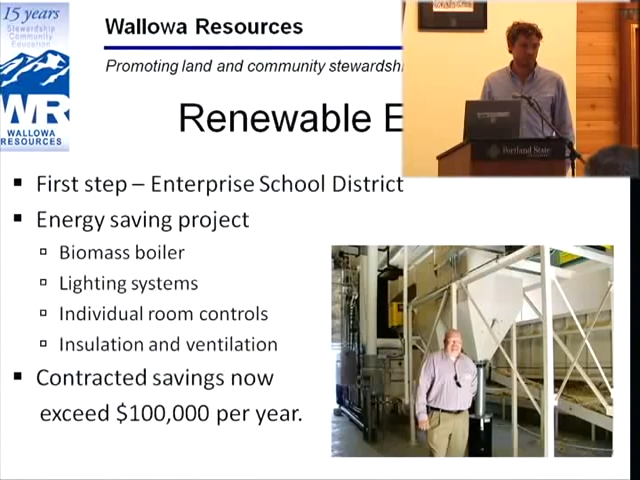 15 years
Stewardship
Community
Education
WR
WALLOWA
RESOURCES
Wallowa Resources
Promoting land and community stewardshi
Renewable E
Portland State
First step – Enterprise School District
Energy saving project
Biomass boiler
Lighting systems
Individual room controls
Insulation and ventilation
Contracted savings now
exceed $100,000 per year.